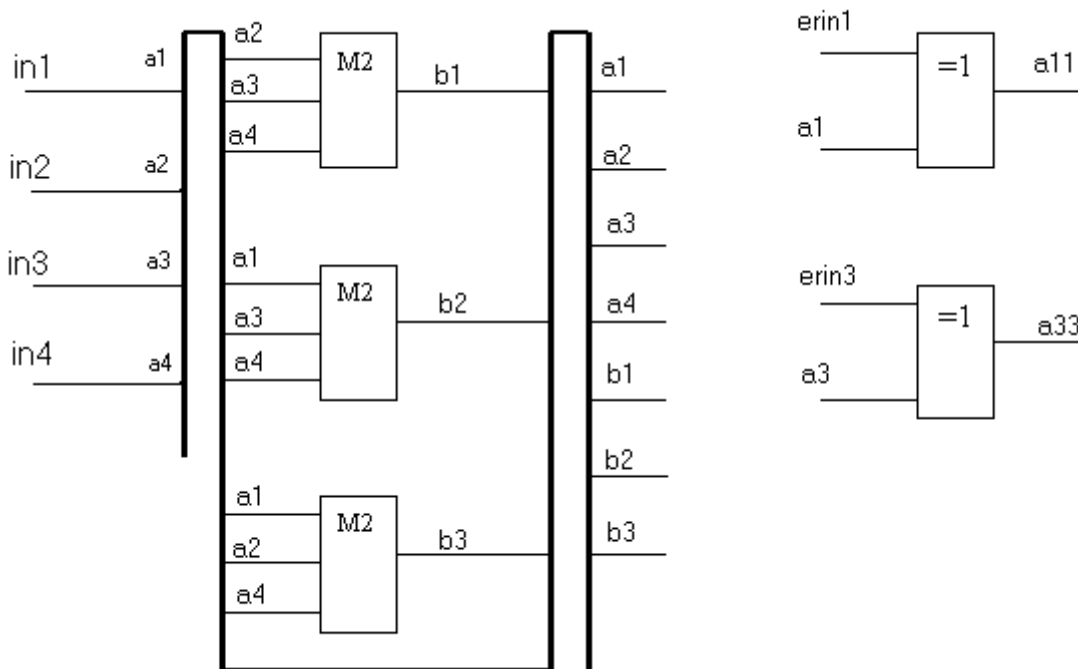 in1
a1
in2
a2
in3
a3
in4
a4
a2
a3
a4
M2
b1
a1
a3
a4
M2
b2
a1
a2
a4
M2
b3
a1
a2
a3
a4
b1
b2
b3
erin1
a1
=1
a11
erin3
a3
=1
a33